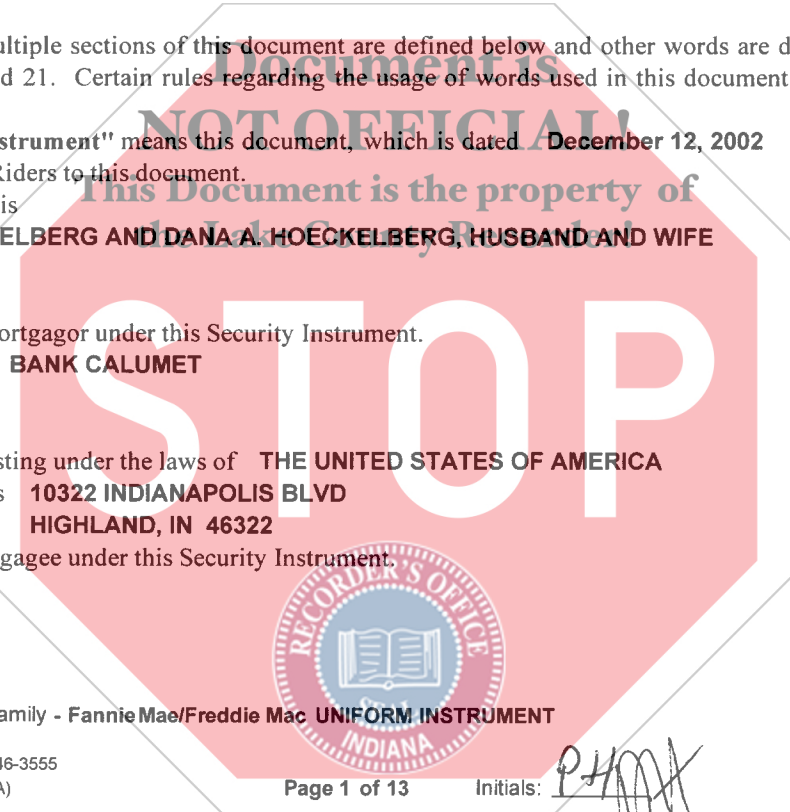 ultiple sections of this document are defined below and other words are d
d 21. Certain rules regarding the usage of words used in this document
Document is
NOT OFFICIAL!
This Document is the property of
the Lake County Recorder!
strument" means this document, which is dated December 12, 2002
Riders to this document.
is
ELBERG AND DANA A. HOECKELBERG, HUSBAND AND WIFE
ortgagor under this Security Instrument.
BANK CALUMET
STOP
sting under the laws of THE UNITED STATES OF AMERICA
s 10322 INDIANAPOLIS BLVD
HIGHLAND, IN 46322
gagee under this Security Instrument.
RECORDER'S OFFICE
SEAL
INDIANA
amily - Fannie Mae/Freddie Mac UNIFORM INSTRUMENT
46-3555
A)
Page 1 of 13 Initials: